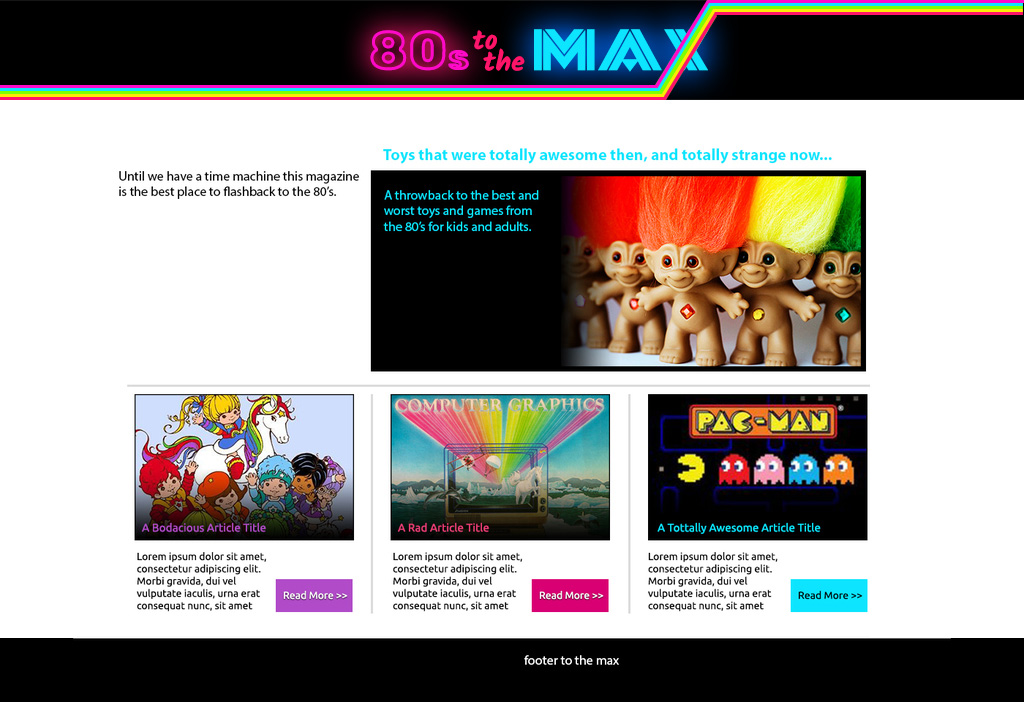 80s to the MAX
Toys that were totally awesome then, and totally strange now...
Until we have a time machine this magazine
is the best place to flashback to the 80's.
A throwback to the best and
worst toys and games from
the 80's for kids and adults.
COMPUTER GRAPHICS
PAC-MAN
A Bodacious Article Title
A Rad Article Title
A Tottally Awesome Article Title
Lorem ipsum dolor sit amet,
consectetur adipiscing elit.
Morbi gravida, dui vel
vulputate iaculis, urna erat
consequat nunc, sit amet
Read More >>
Lorem ipsum dolor sit amet,
consectetur adipiscing elit.
Morbi gravida, dui vel
vulputate iaculis, urna erat
consequat nunc, sit amet
Read More >>
Lorem ipsum dolor sit amet,
consectetur adipiscing elit.
Morbi gravida, dui vel
vulputate iaculis, urna erat
consequat nunc, sit amet
Read More >>
footer to the max